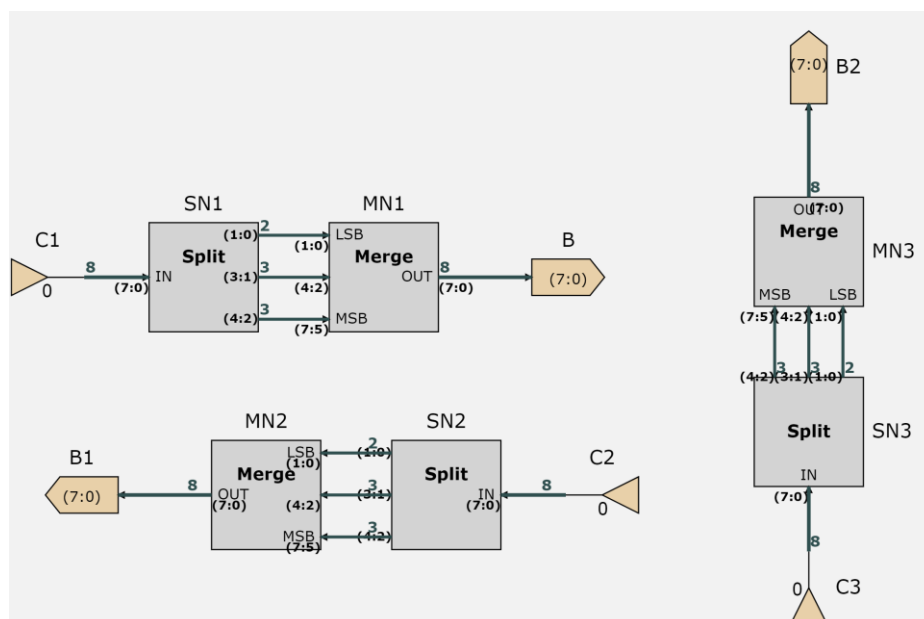 (7:0)
B2
8
OUT
(7:0)
Merge
MN3
MSB
LSB
(7:5)
(4:2)
(1:0)
3
3
2
(4:2)
(3:1)
(1:0)
Split
SN3
IN
(7:0)
8
0
C3
SN1
MN1
C1
0
8
(7:0)
IN
Split
(1:0)
2
(1:0)
LSB
(3:1)
3
(4:2)
Merge
(4:2)
3
(7:5)
MSB
OUT
8
(7:0)
B
(7:0)
MN2
SN2
B1
(7:0)
8
OUT
(7:0)
Merge
LSB
(1:0)
2
(1:0)
(4:2)
3
(3:1)
MSB
(7:5)
3
(4:2)
Split
IN
(7:0)
8
C2
0